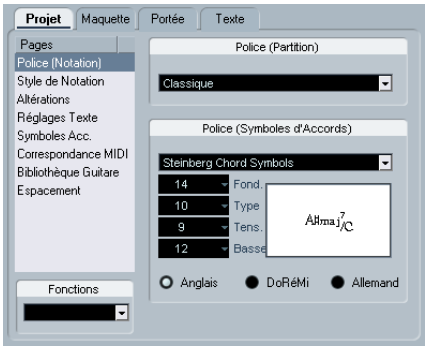 Projet Maquette Portée Texte
Pages
Police (Notation)
Style de Notation
Altérations
Réglages Texte
Symboles Acc.
Correspondance MIDI
Bibliothèque Guitare
Espacement
Fonctions
Police (Partition)
Classique
Police (Symboles d'Accords)
Steinberg Chord Symbols
14 Fond.
10 Type
9 Tens.
12 Basse
A#maj7/C
Anglais DoRéMi Allemand